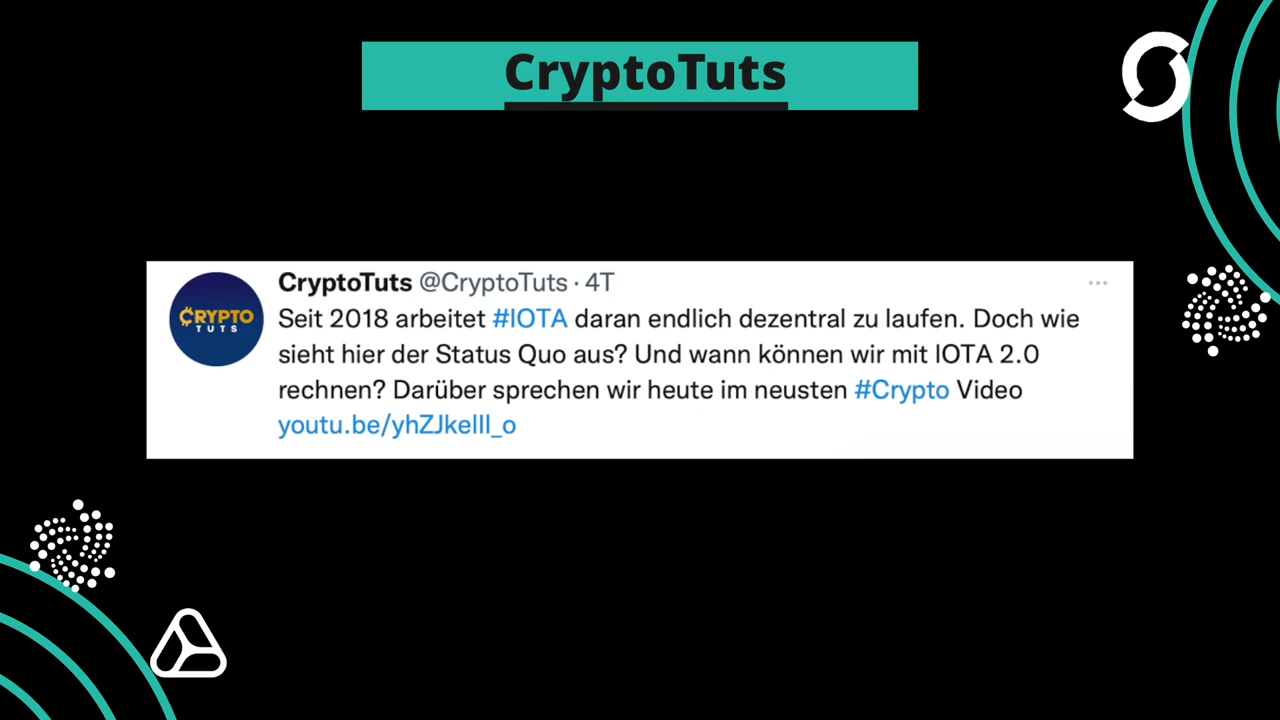 CryptoTuts
CRYPTO
TUTS
CryptoTuts @CryptoTuts · 4T
Seit 2018 arbeitet #IOTA daran endlich dezentral zu laufen. Doch wie
sieht hier der Status Quo aus? Und wann können wir mit IOTA 2.0
rechnen? Darüber sprechen wir heute im neusten #Crypto Video
youtu.be/yhZJkelll_o